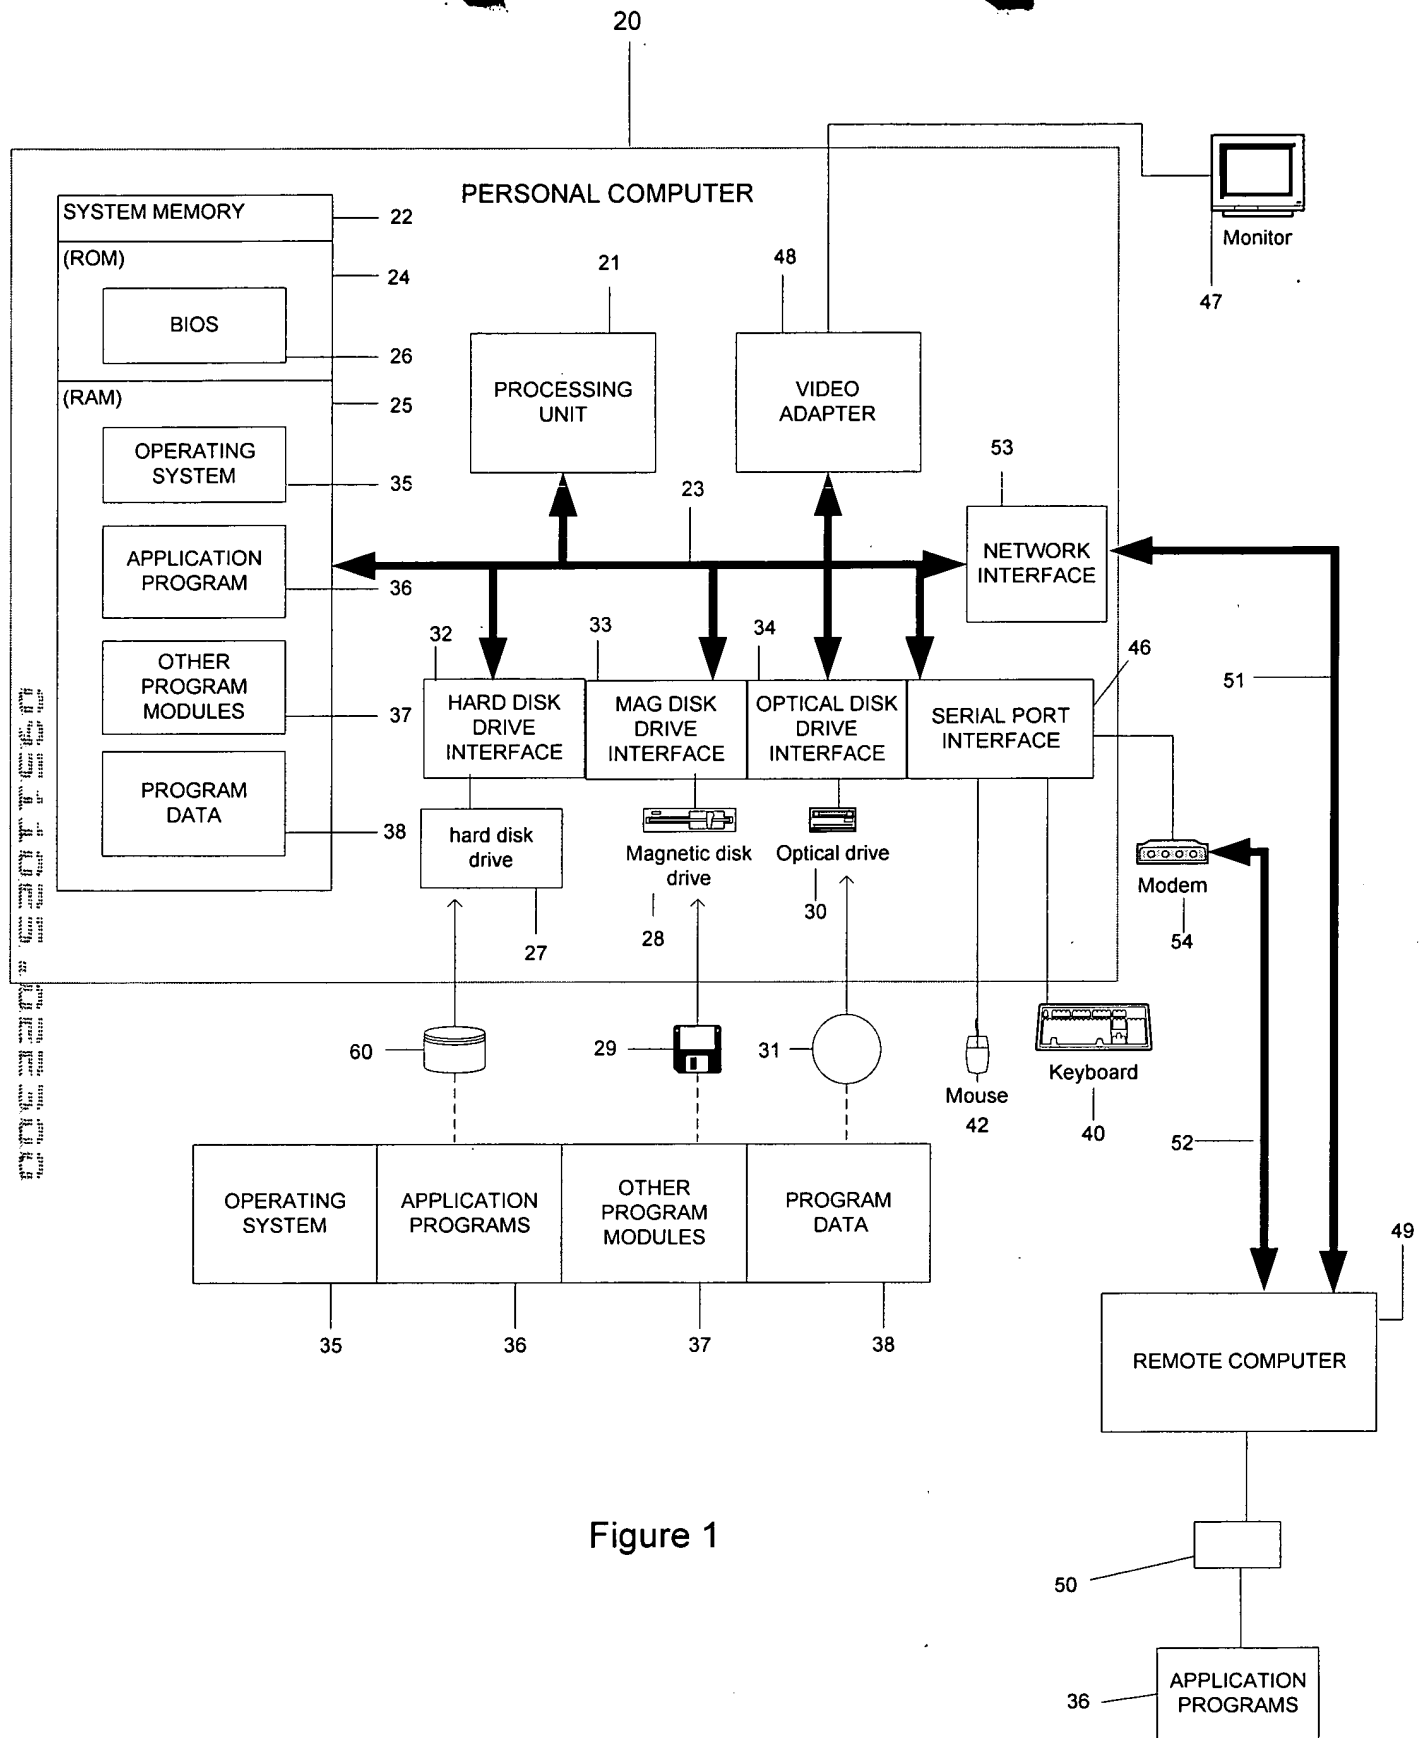 20
PERSONAL COMPUTER
SYSTEM MEMORY
22
(ROM)
24
BIOS
26
(RAM)
25
OPERATING
SYSTEM
35
APPLICATION
PROGRAM
36
OTHER
PROGRAM
MODULES
37
PROGRAM
DATA
38
21
PROCESSING
UNIT
48
VIDEO
ADAPTER
Monitor
47
23
53
NETWORK
INTERFACE
32
HARD DISK
DRIVE
INTERFACE
33
MAG DISK
DRIVE
INTERFACE
34
OPTICAL DISK
DRIVE
INTERFACE
46
SERIAL PORT
INTERFACE
51
hard disk
drive
27
Magnetic disk
drive
28
Optical drive
30
Modem
54
60
29
31
Mouse
42
Keyboard
40
52
OPERATING
SYSTEM
APPLICATION
PROGRAMS
OTHER
PROGRAM
MODULES
PROGRAM
DATA
35
36
37
38
49
REMOTE COMPUTER
50
36
APPLICATION
PROGRAMS
Figure 1